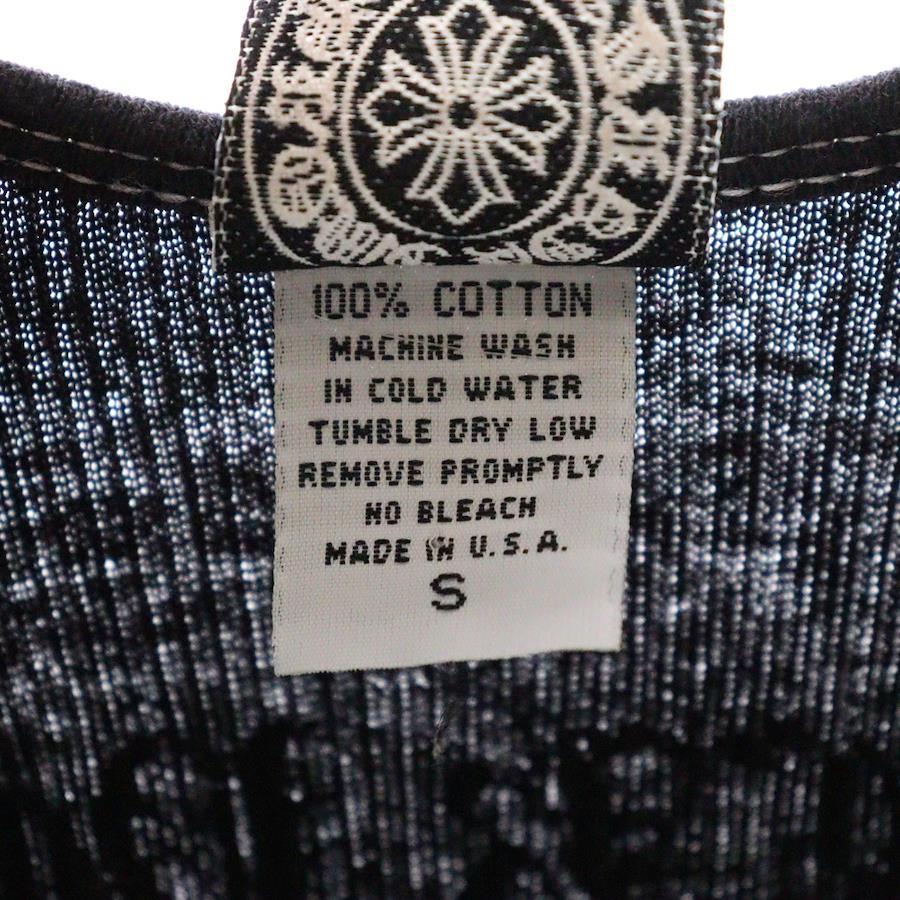 100% COTTON
MACHINE WASH
IN COLD WATER
TUMBLE DRY LOW
REMOVE PROMPTLY
NO BLEACH
MADE IN U.S.A.
S